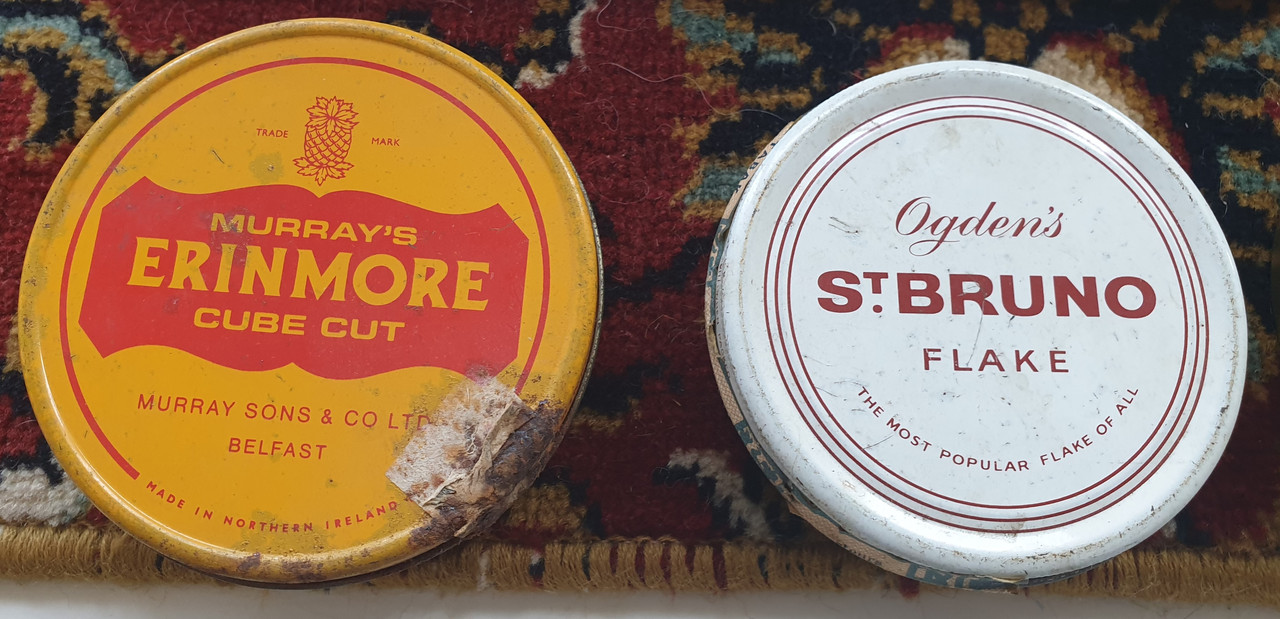 TRADE MARK
MURRAY'S
ERINMORE
CUBE CUT
MURRAY SONS & CO LTD
BELFAST
MADE IN NORTHERN IRELAND
Ogden's
ST. BRUNO
FLAKE
THE MOST POPULAR FLAKE OF ALL